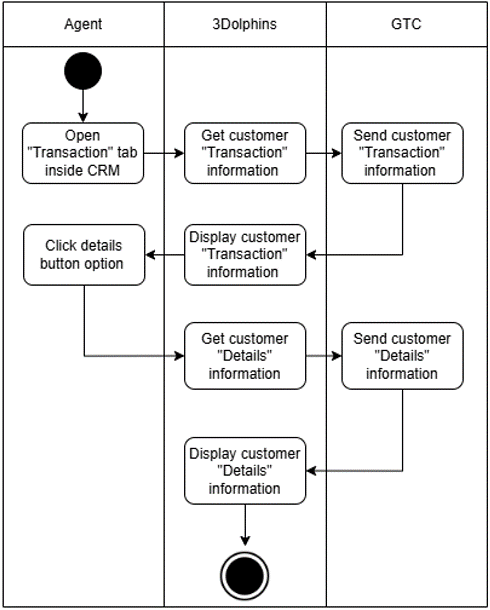 Agent
3Dolphins
GTC
Open
"Transaction" tab
inside CRM
Get customer
"Transaction"
information
Send customer
"Transaction"
information
Display customer
"Transaction"
information
Click details
button option
Get customer
"Details"
information
Send customer
"Details"
information
Display customer
"Details"
information